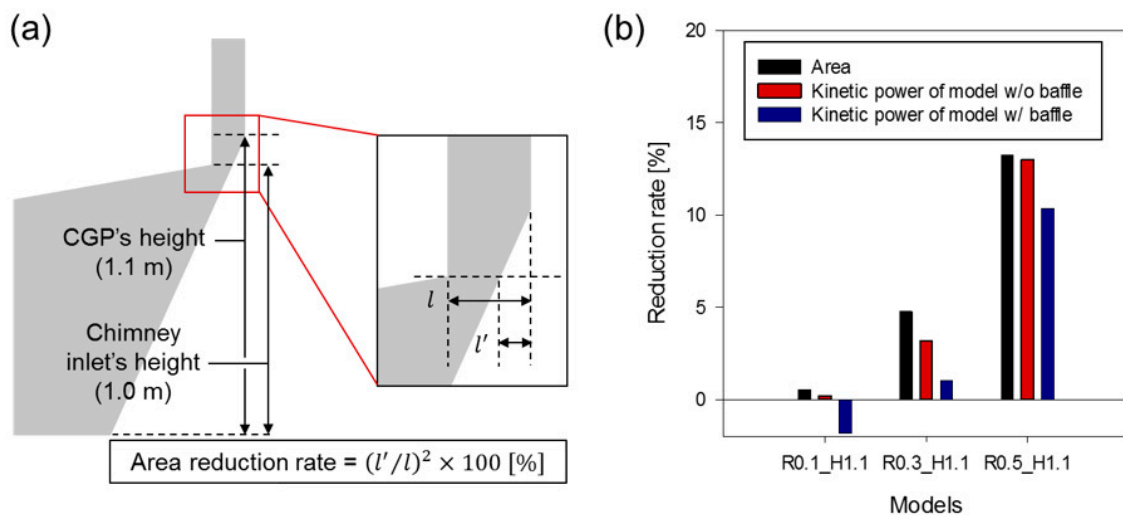 (a)
CGP's height
(1.1 m)
Chimney
inlet's height
(1.0 m)
l
l′
Area reduction rate = (l′/l)² × 100 [%]
(b)
Reduction rate [%]
20
15
10
5
0
Area
Kinetic power of model w/o baffle
Kinetic power of model w/ baffle
R0.1_H1.1
R0.3_H1.1
R0.5_H1.1
Models